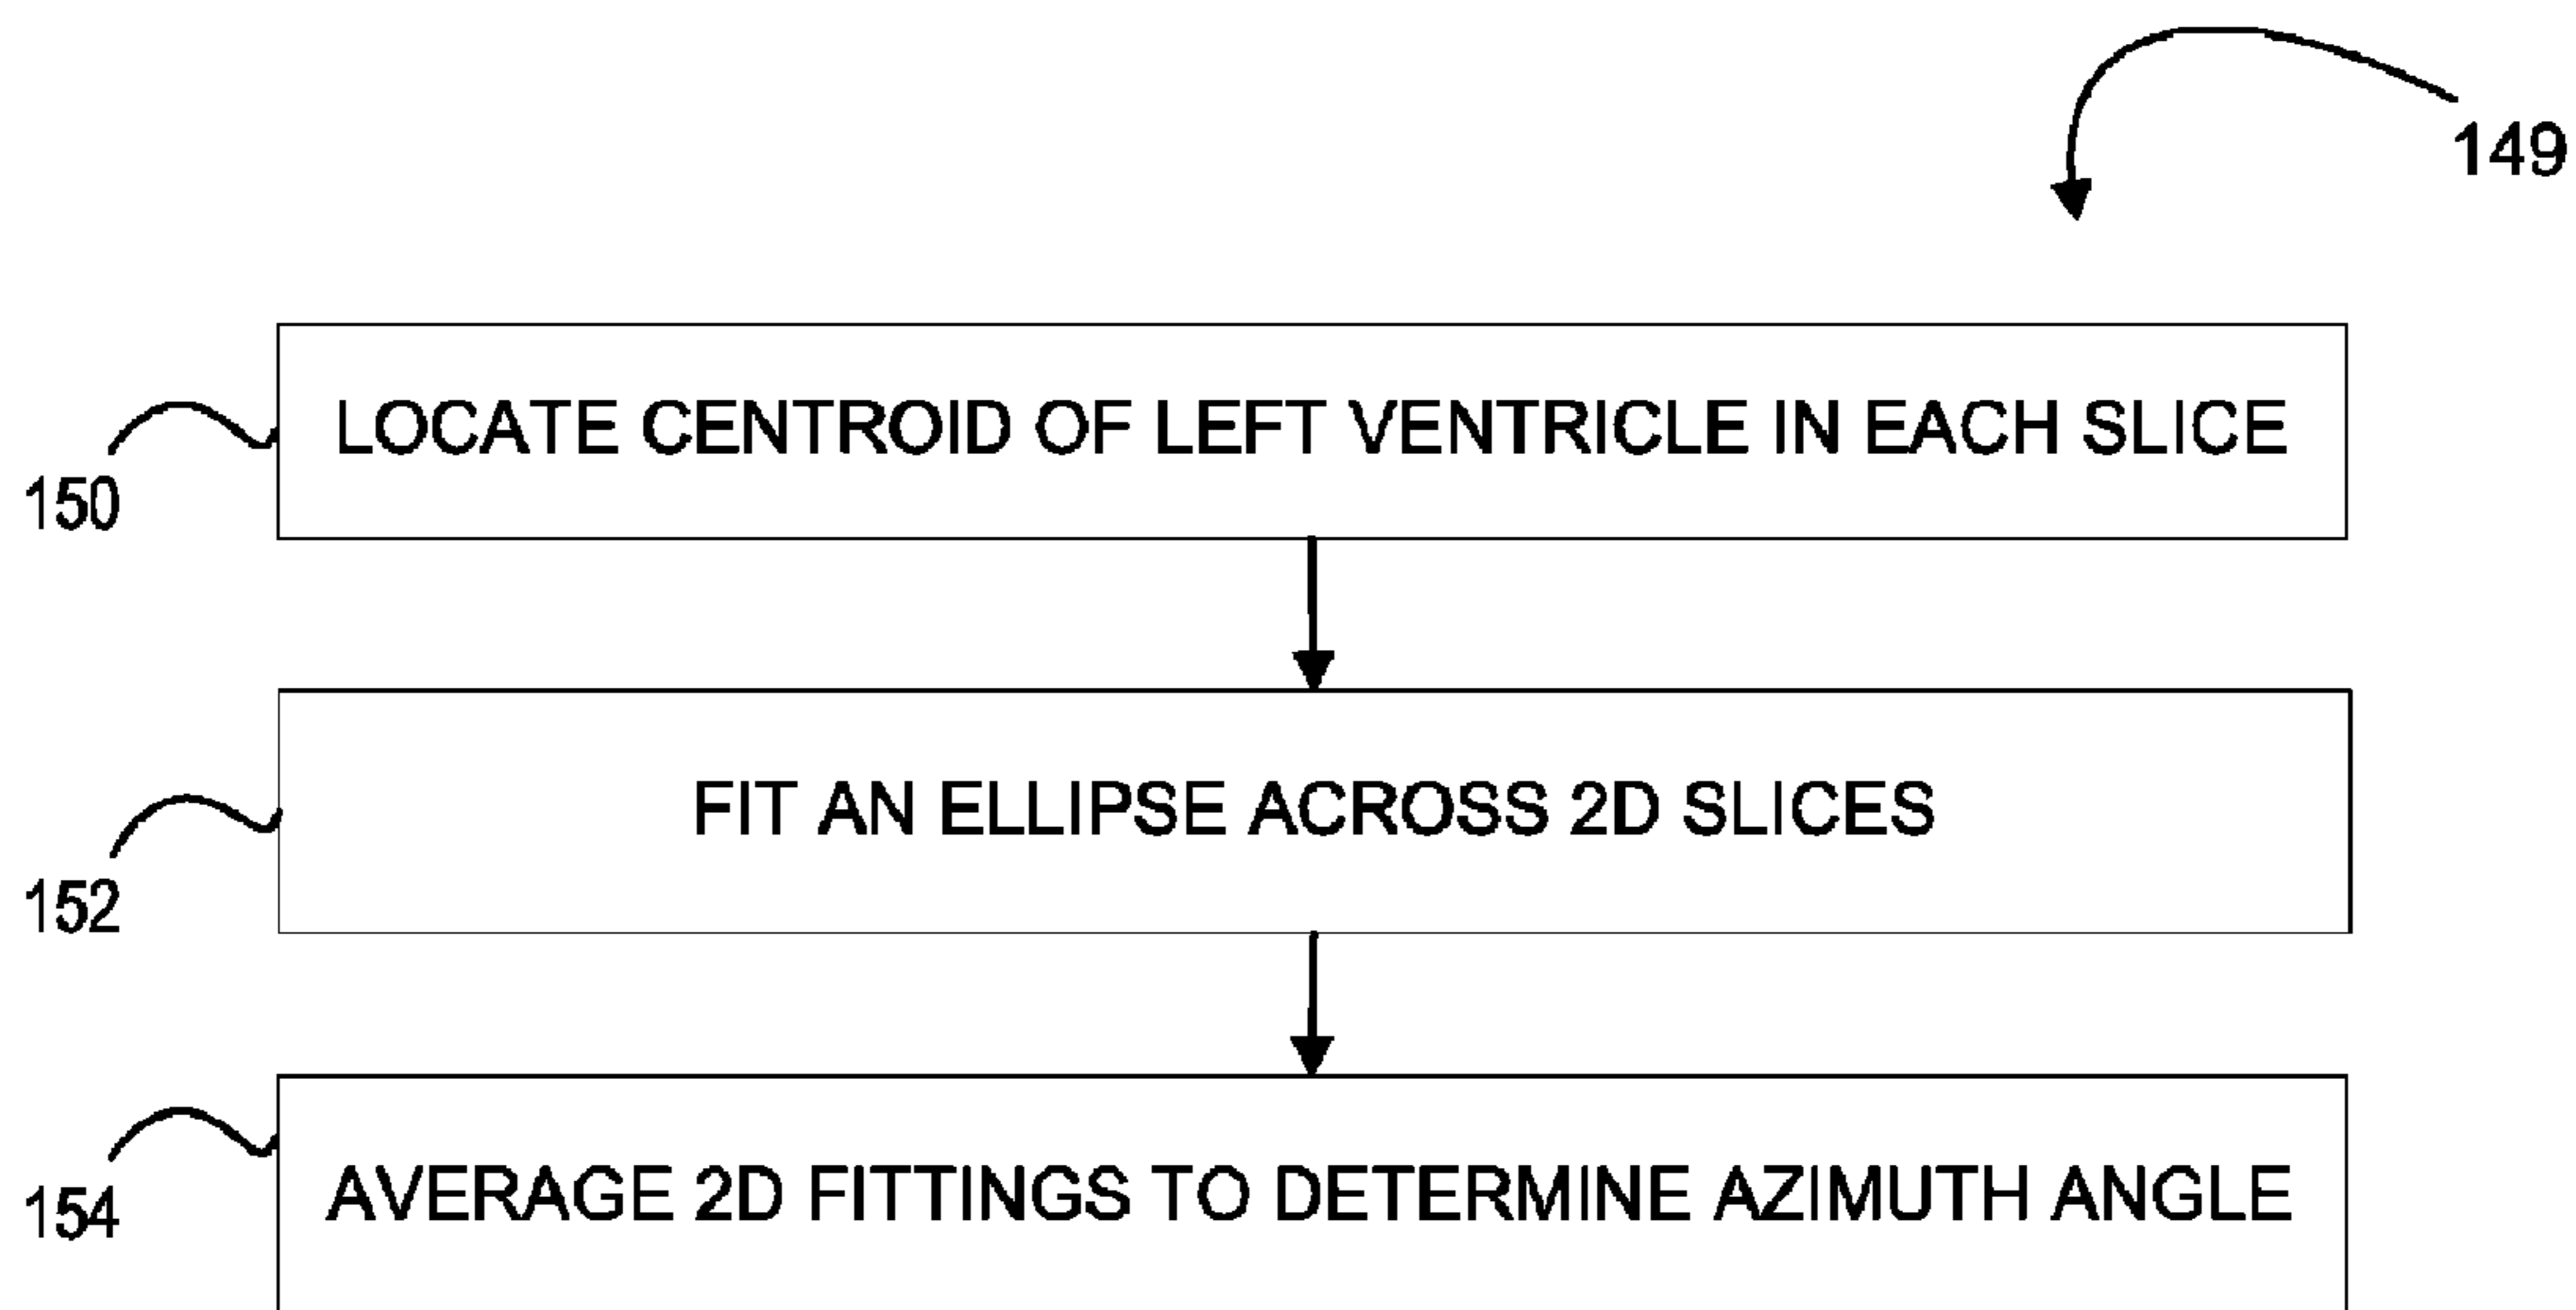 149
LOCATE CENTROID OF LEFT VENTRICLE IN EACH SLICE
150
FIT AN ELLIPSE ACROSS 2D SLICES
152
AVERAGE 2D FITTINGS TO DETERMINE AZIMUTH ANGLE
154